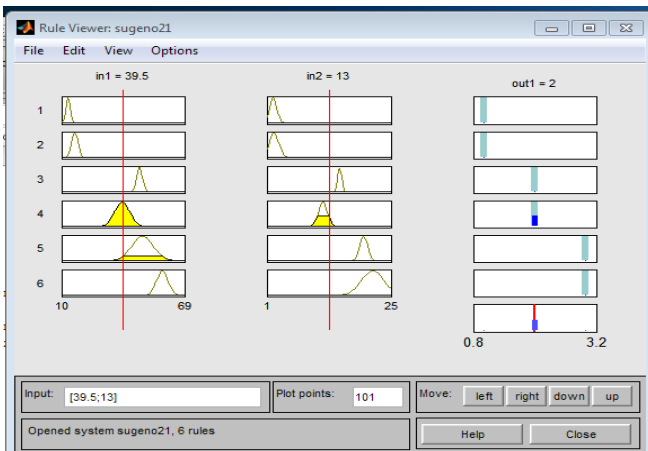 Rule Viewer: sugeno21
File Edit View Options
in1 = 39.5 in2 = 13 out1 = 2
1
2
3
4
5
6
10 69 1 25
0.8 3.2
Input: [39.5;13] Plot points: 101 Move: left right down up
Opened system sugeno21, 6 rules Help Close